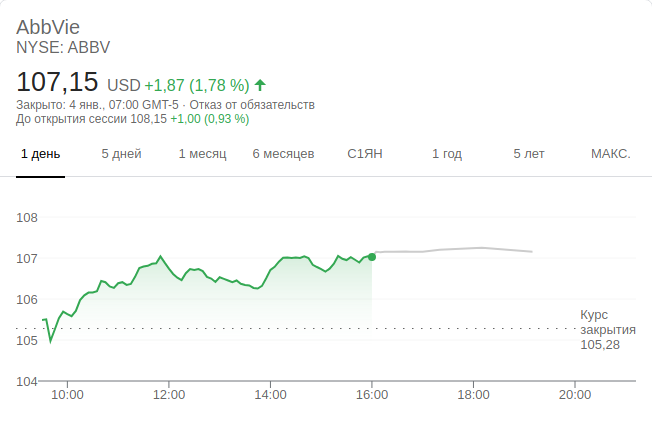 AbbVie
NYSE: ABBV
107,15 USD +1,87 (1,78 %)
Закрыто: 4 янв., 07:00 GMT-5 · Отказ от обязательств
До открытия сессии 108,15 +1,00 (0,93 %)
1 день 5 дней 1 месяц 6 месяцев С1ЯН 1 год 5 лет МАКС.
108
107
106
Курс
закрытия
105,28
105
104
10:00 12:00 14:00 16:00 18:00 20:00